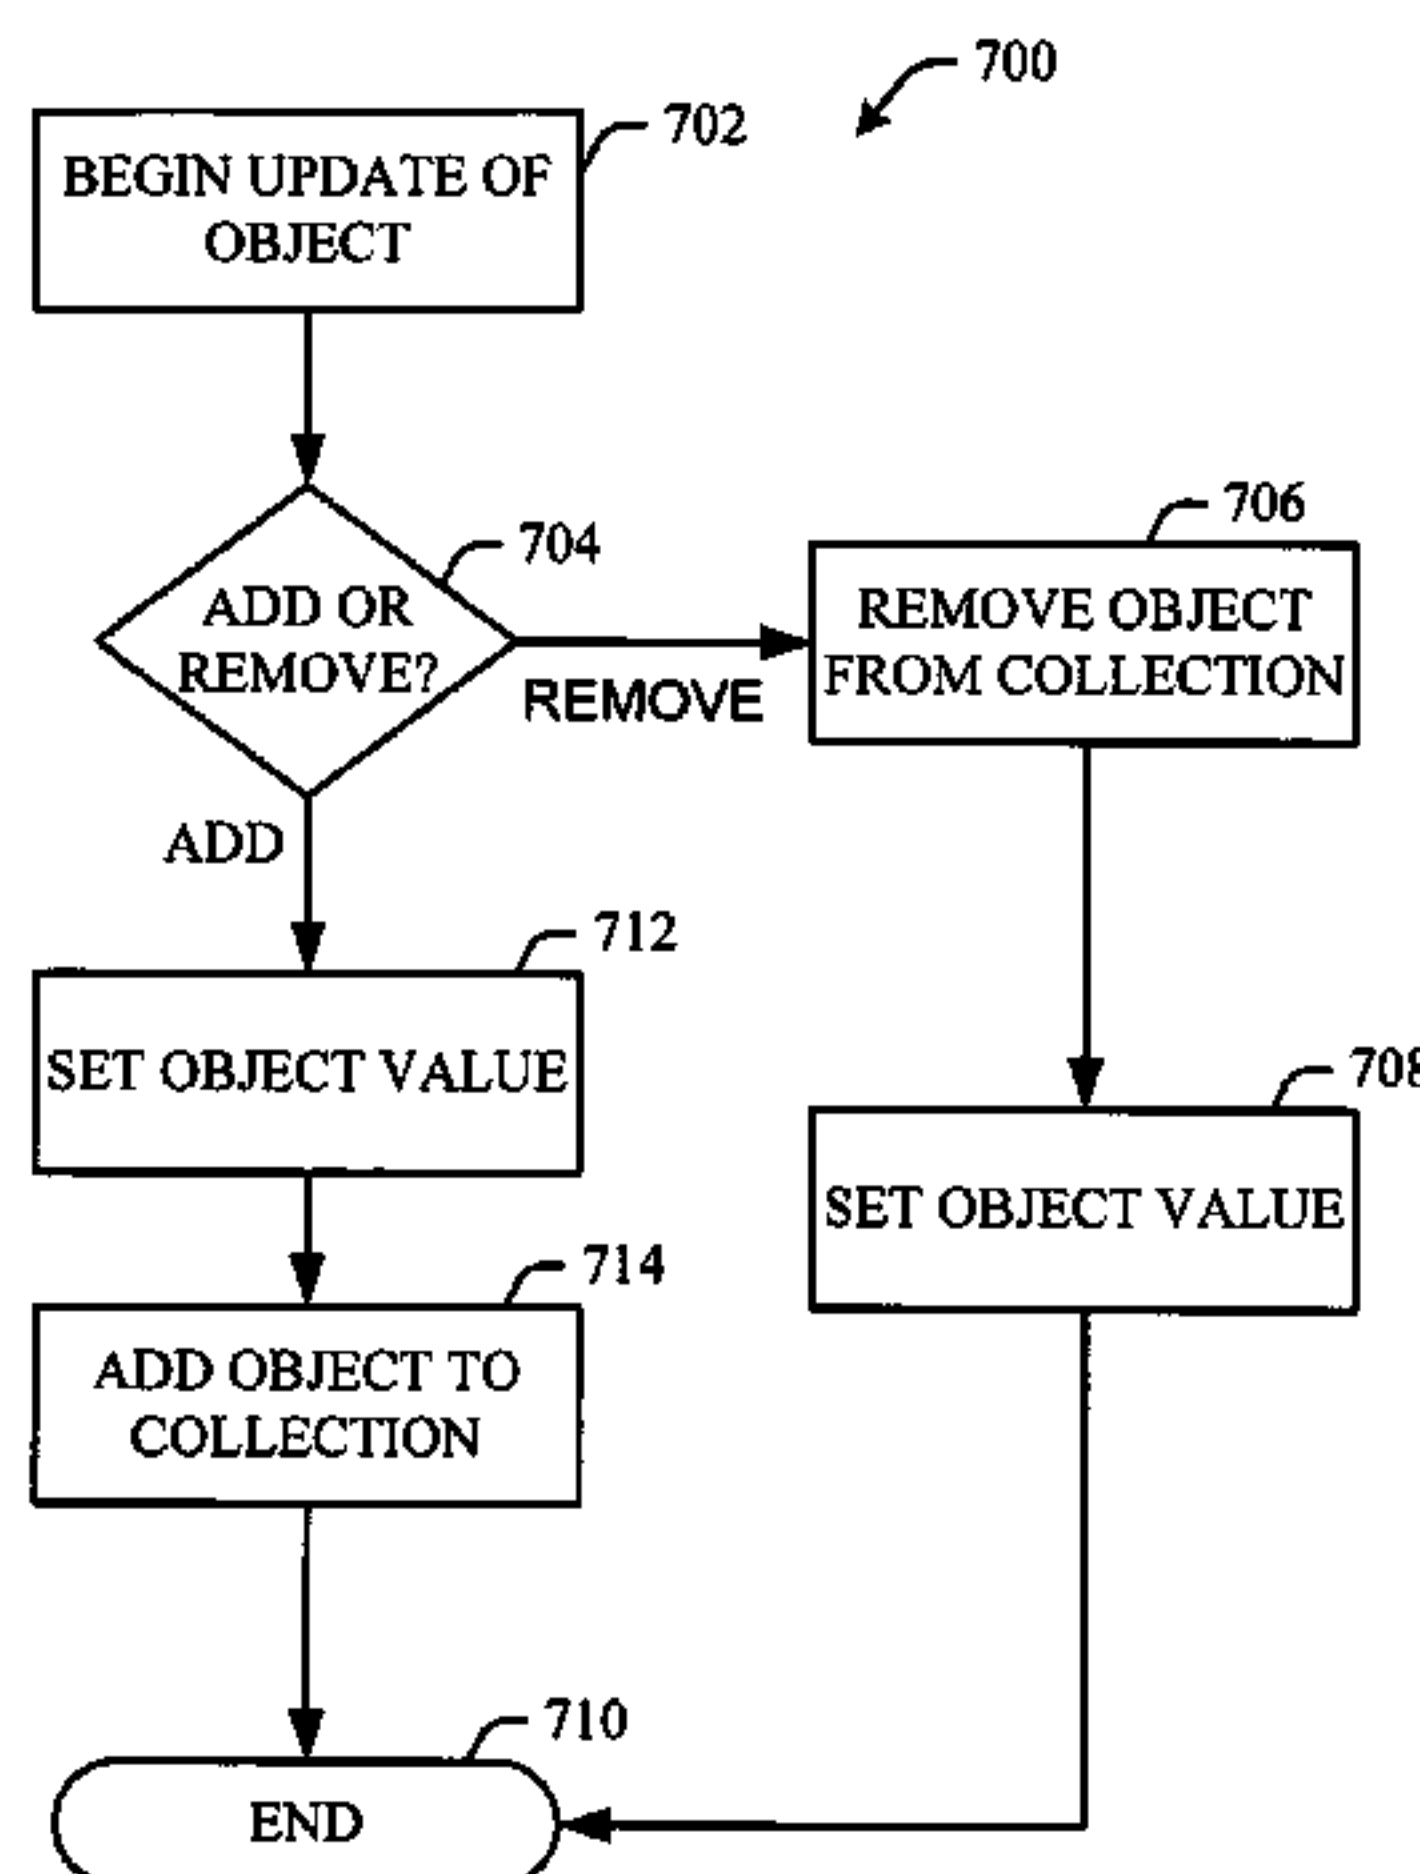 700
702
BEGIN UPDATE OF
OBJECT
704
ADD OR
REMOVE?
REMOVE
706
REMOVE OBJECT
FROM COLLECTION
ADD
712
SET OBJECT VALUE
708
SET OBJECT VALUE
714
ADD OBJECT TO
COLLECTION
710
END